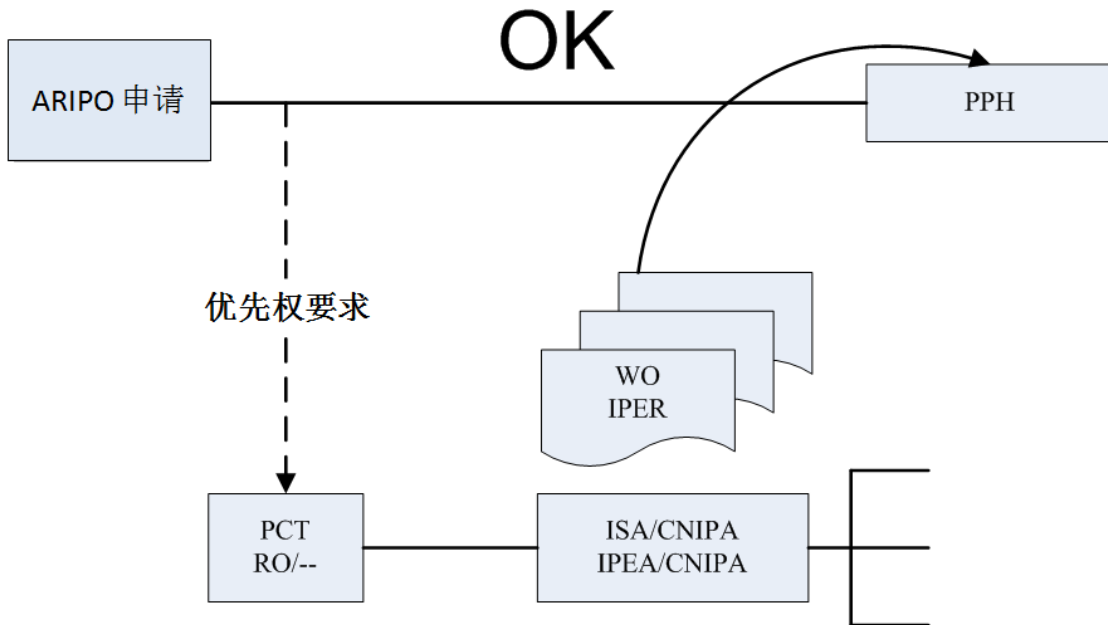 OK
ARIPO 申请
PPH
优先权要求
WO
IPER
PCT
RO/--
ISA/CNIPA
IPEA/CNIPA